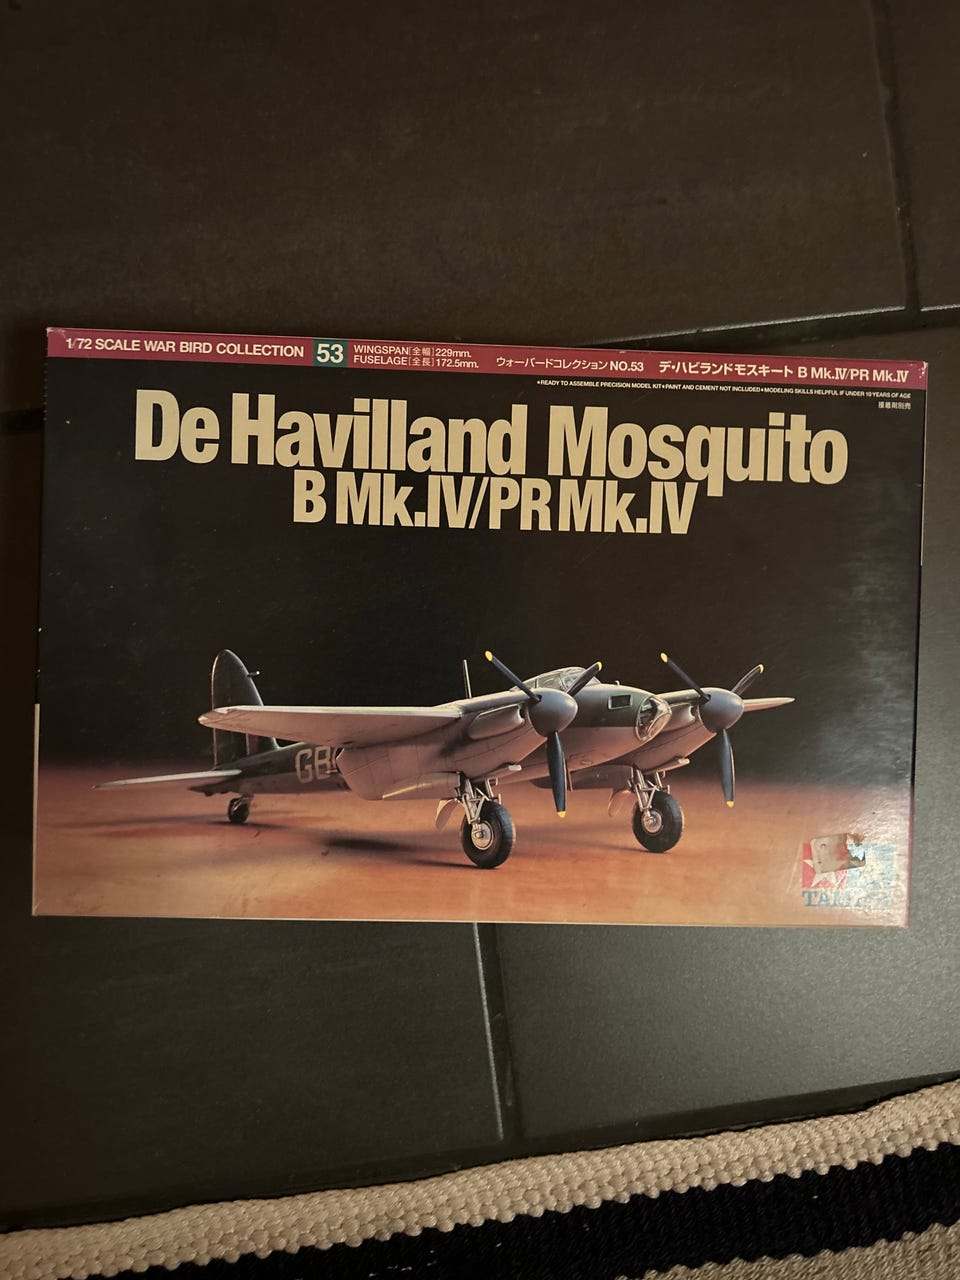 1/72 SCALE WAR BIRD COLLECTION 53 WINGSPAN[全幅]229mm. FUSELAGE[全長]172.5mm. ウォーバードコレクション NO.53 デ・ハビランドモスキート B Mk.IV/PR Mk.IV
★READY TO ASSEMBLE PRECISION MODEL KIT★PAINT AND CEMENT NOT INCLUDED★MODELING SKILLS HELPFUL IF UNDER 10 YEARS OF AGE
接着剤別売
De Havilland Mosquito
B Mk.IV/PR Mk.IV
GB